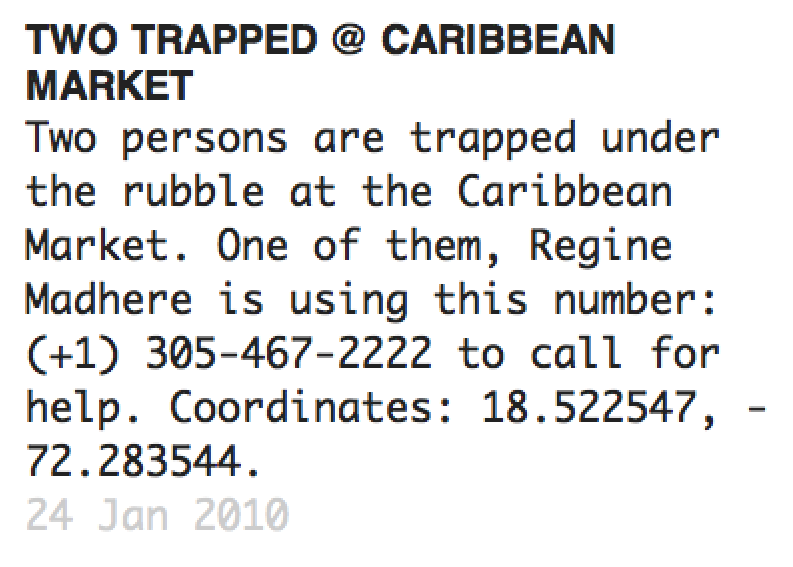 TWO TRAPPED @ CARIBBEAN
MARKET
Two persons are trapped under
the rubble at the Caribbean
Market. One of them, Regine
Madhere is using this number:
(+1) 305-467-2222 to call for
help. Coordinates: 18.522547, -
72.283544.
24 Jan 2010